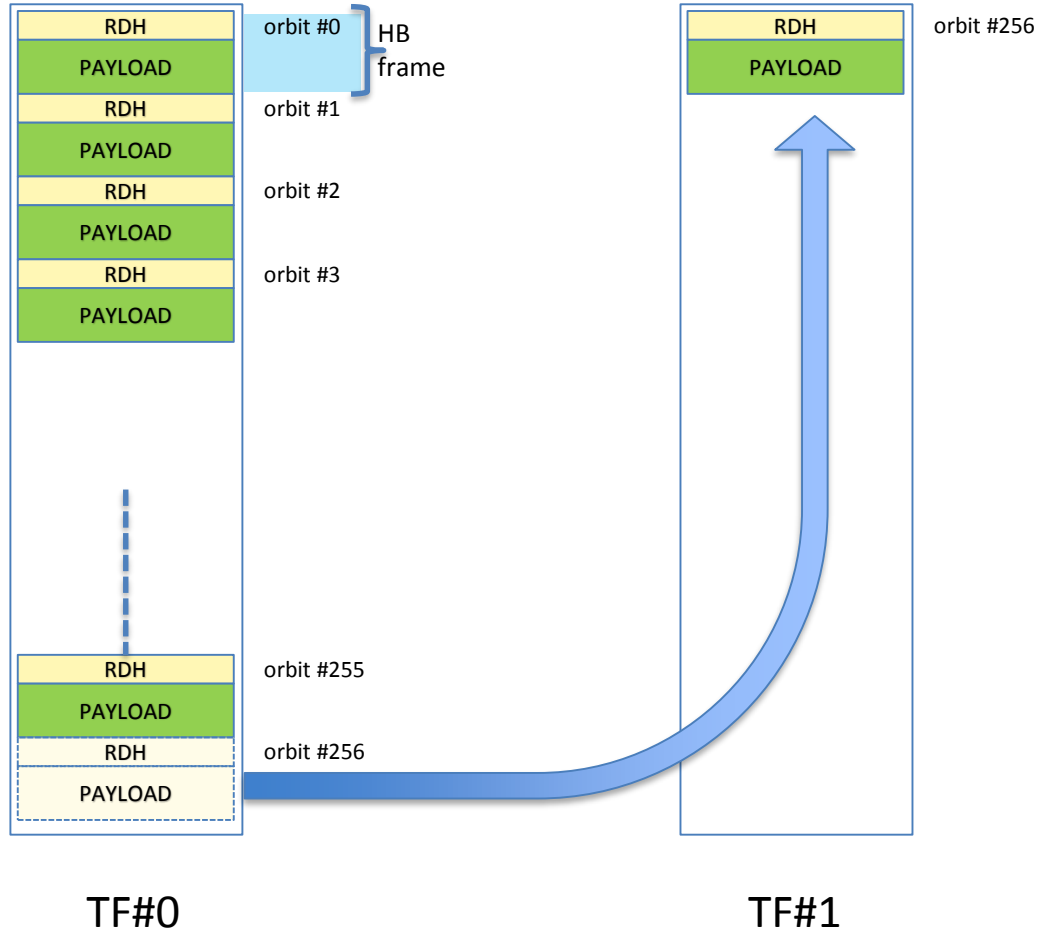 RDH
orbit #0
HB
frame
PAYLOAD
RDH
orbit #1
PAYLOAD
RDH
orbit #2
PAYLOAD
RDH
orbit #3
PAYLOAD
RDH
orbit #255
PAYLOAD
RDH
orbit #256
PAYLOAD
TF#0
RDH
orbit #256
PAYLOAD
TF#1